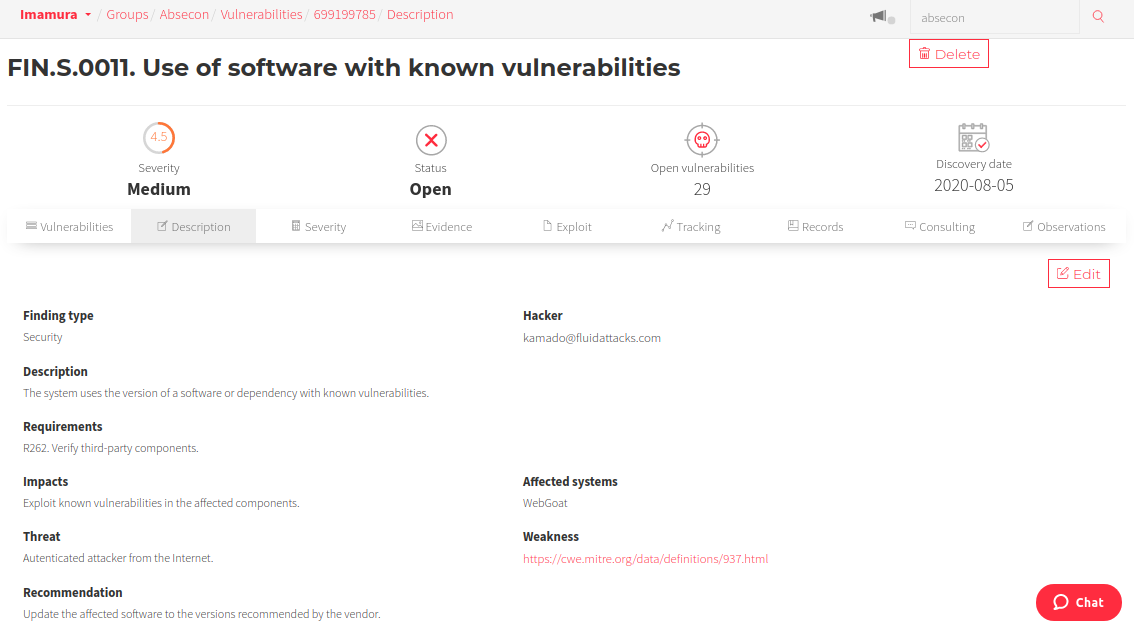 Imamura / Groups / Absecon / Vulnerabilities / 699199785 / Description
absecon
Delete
FIN.S.0011. Use of software with known vulnerabilities
4.5
Severity
Medium
Status
Open
Open vulnerabilities
29
Discovery date
2020-08-05
Vulnerabilities Description Severity Evidence Exploit Tracking Records Consulting Observations
Edit
Finding type
Security
Hacker
kamado@fluidattacks.com
Description
The system uses the version of a software or dependency with known vulnerabilities.
Requirements
R262. Verify third-party components.
Impacts
Exploit known vulnerabilities in the affected components.
Affected systems
WebGoat
Threat
Autenticated attacker from the Internet.
Weakness
https://cwe.mitre.org/data/definitions/937.html
Recommendation
Update the affected software to the versions recommended by the vendor.
Chat